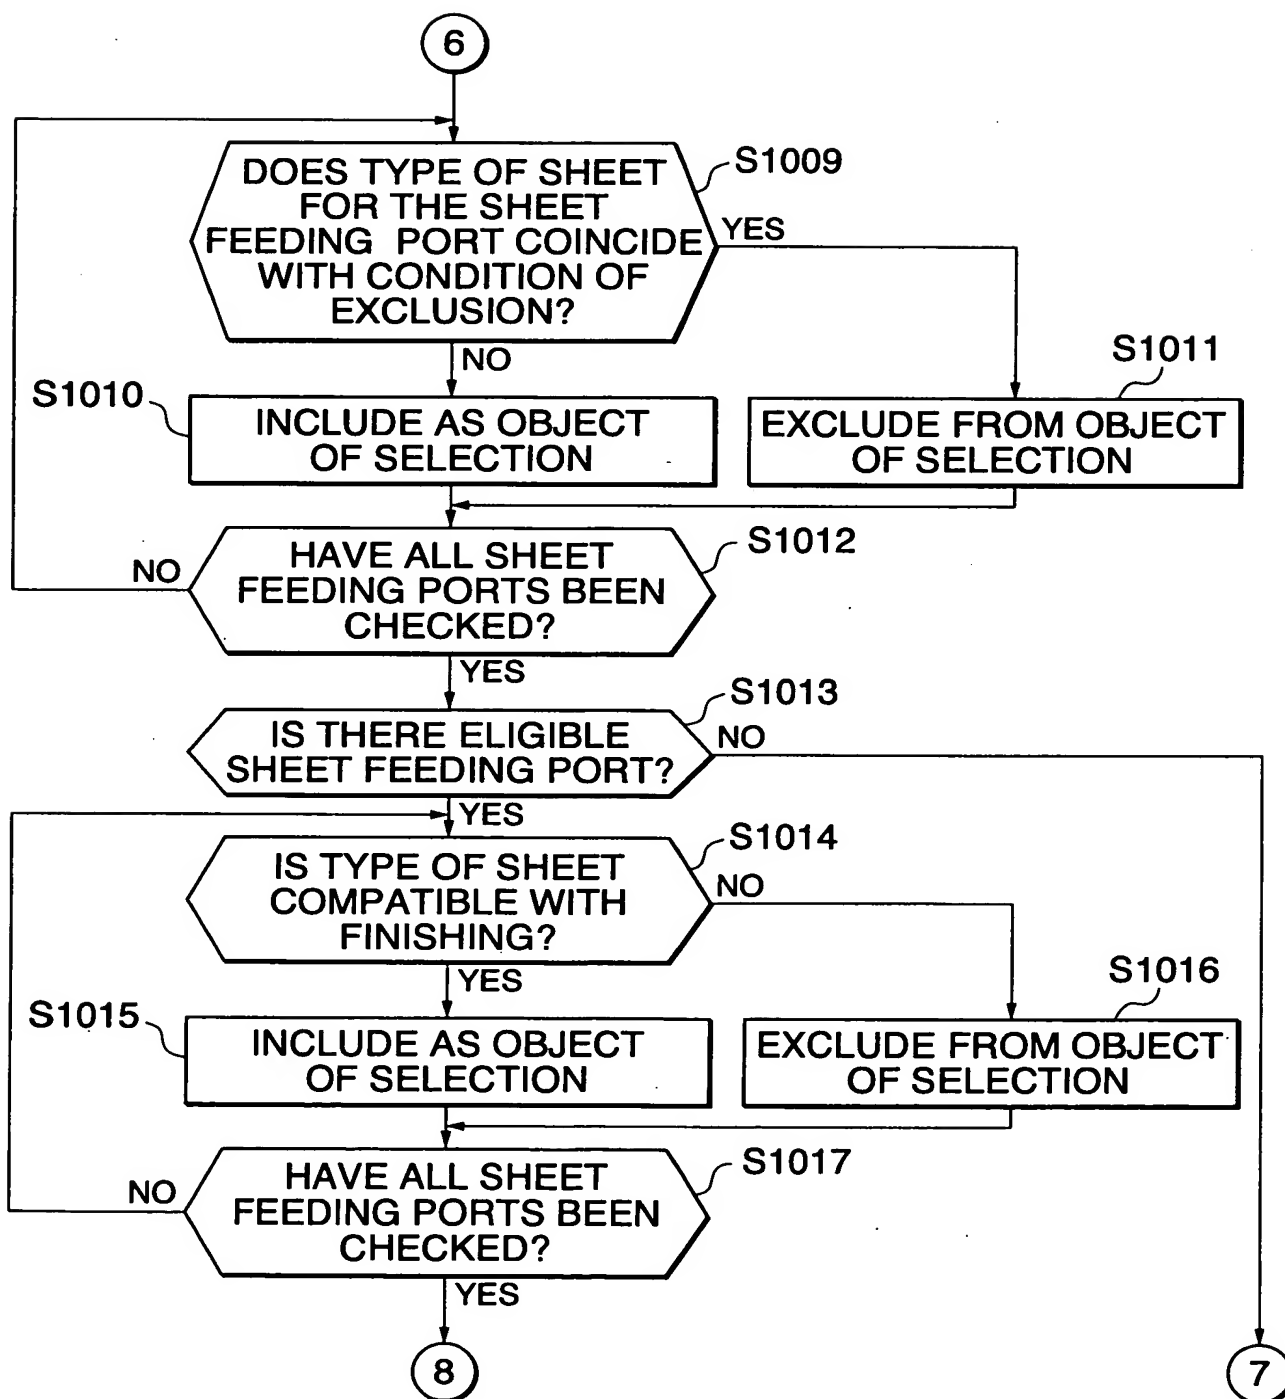 6
DOES TYPE OF SHEET
FOR THE SHEET
FEEDING PORT COINCIDE
WITH CONDITION OF
EXCLUSION?
S1009
YES
NO
S1010
INCLUDE AS OBJECT
OF SELECTION
S1011
EXCLUDE FROM OBJECT
OF SELECTION
S1012
HAVE ALL SHEET
FEEDING PORTS BEEN
CHECKED?
NO
YES
S1013
IS THERE ELIGIBLE
SHEET FEEDING PORT?
NO
YES
S1014
IS TYPE OF SHEET
COMPATIBLE WITH
FINISHING?
NO
YES
S1015
INCLUDE AS OBJECT
OF SELECTION
S1016
EXCLUDE FROM OBJECT
OF SELECTION
S1017
HAVE ALL SHEET
FEEDING PORTS BEEN
CHECKED?
NO
YES
8
7